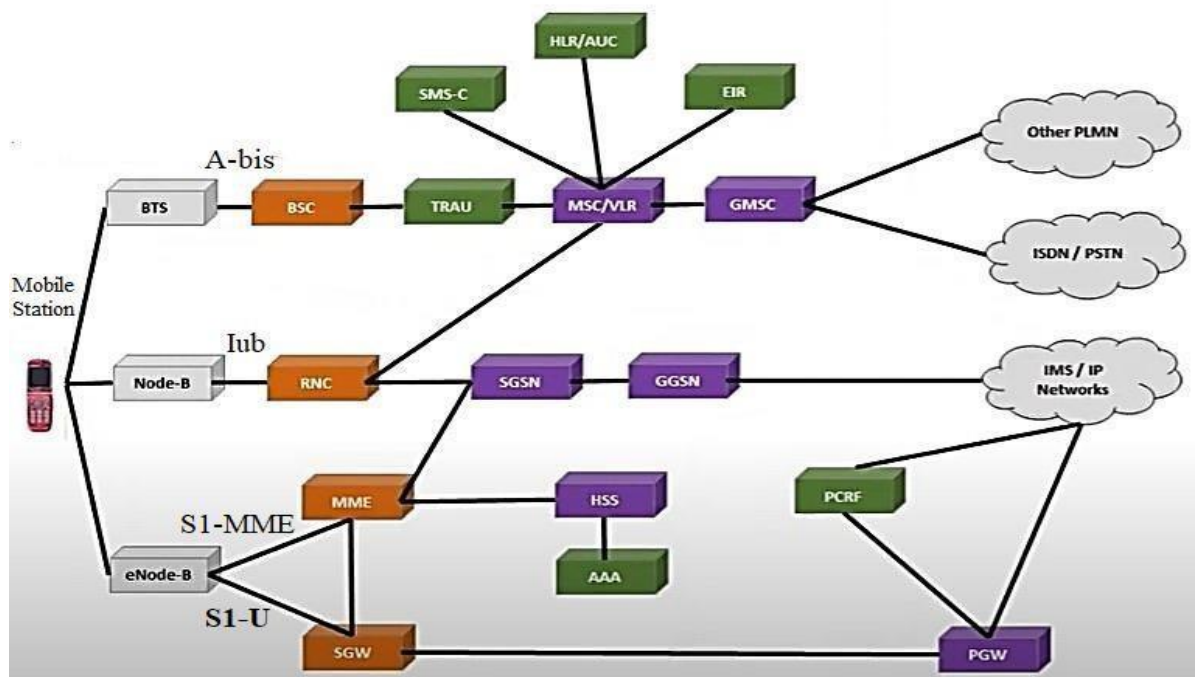 HLR/AUC
SMS-C
EIR
Other PLMN
A-bis
BTS
BSC
TRAU
MSC/VLR
GMSC
ISDN / PSTN
Mobile
Station
Iub
Node-B
RNC
SGSN
GGSN
IMS / IP
Networks
MME
HSS
PCRF
S1-MME
eNode-B
AAA
S1-U
SGW
PGW